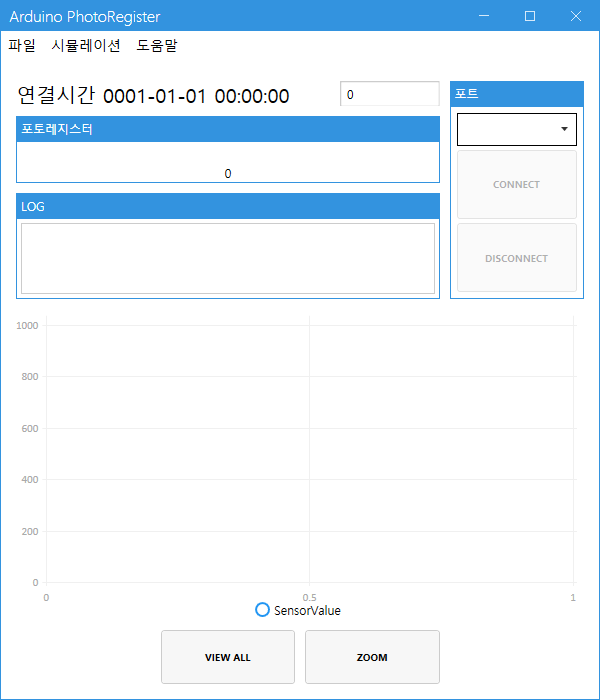 Arduino PhotoRegister
파일 시뮬레이션 도움말
연결시간 0001-01-01 00:00:00
0
포트
포토레지스터
0
CONNECT
LOG
DISCONNECT
1000
800
600
400
200
0
0 0.5 1
SensorValue
VIEW ALL ZOOM